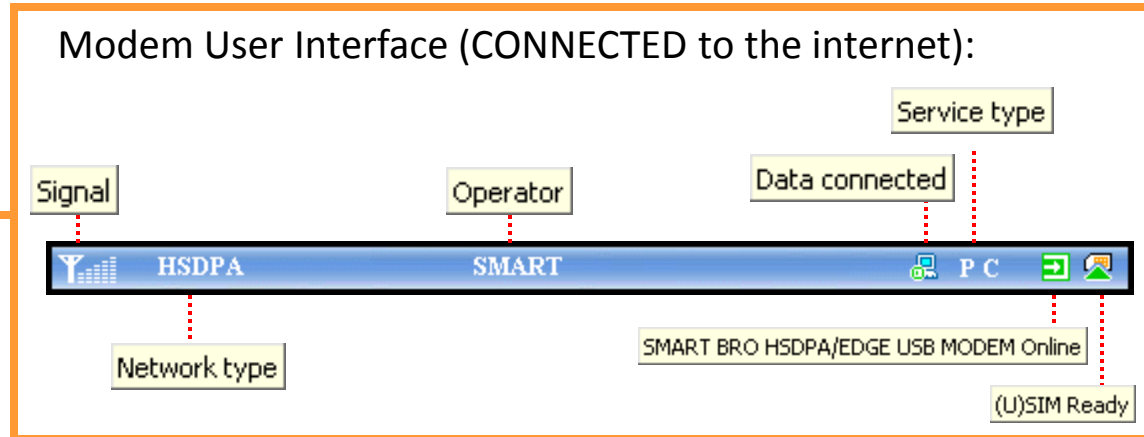 Modem User Interface (CONNECTED to the internet):
Service type
Signal
Operator
Data connected
HSDPA SMART P C
Network type
SMART BRO HSDPA/EDGE USB MODEM Online
(U)SIM Ready